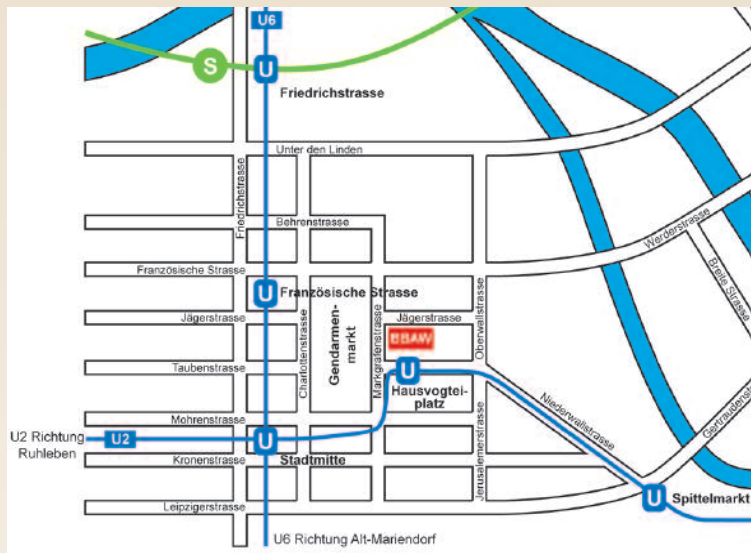 U6
S
U
Friedrichstrasse
Unter den Linden
Friedrichstrasse
Behrenstrasse
Werderstrasse
Breite Strasse
Französische Strasse
U
Französische Strasse
Oberwallstrasse
Jägerstrasse
Jägerstrasse
BBAW
Charlottenstrasse
Gendarmen-
markt
Markgrafenstrasse
Taubenstrasse
U
Hausvogtei-
platz
Niederwallstrasse
Gertraudenst
Mohrenstrasse
U2 Richtung
Ruhleben
U2
U
Stadtmitte
Kronenstrasse
Jerusalemerstrasse
U
Spittelmarkt
Leipzigerstrasse
U6 Richtung Alt-Mariendorf